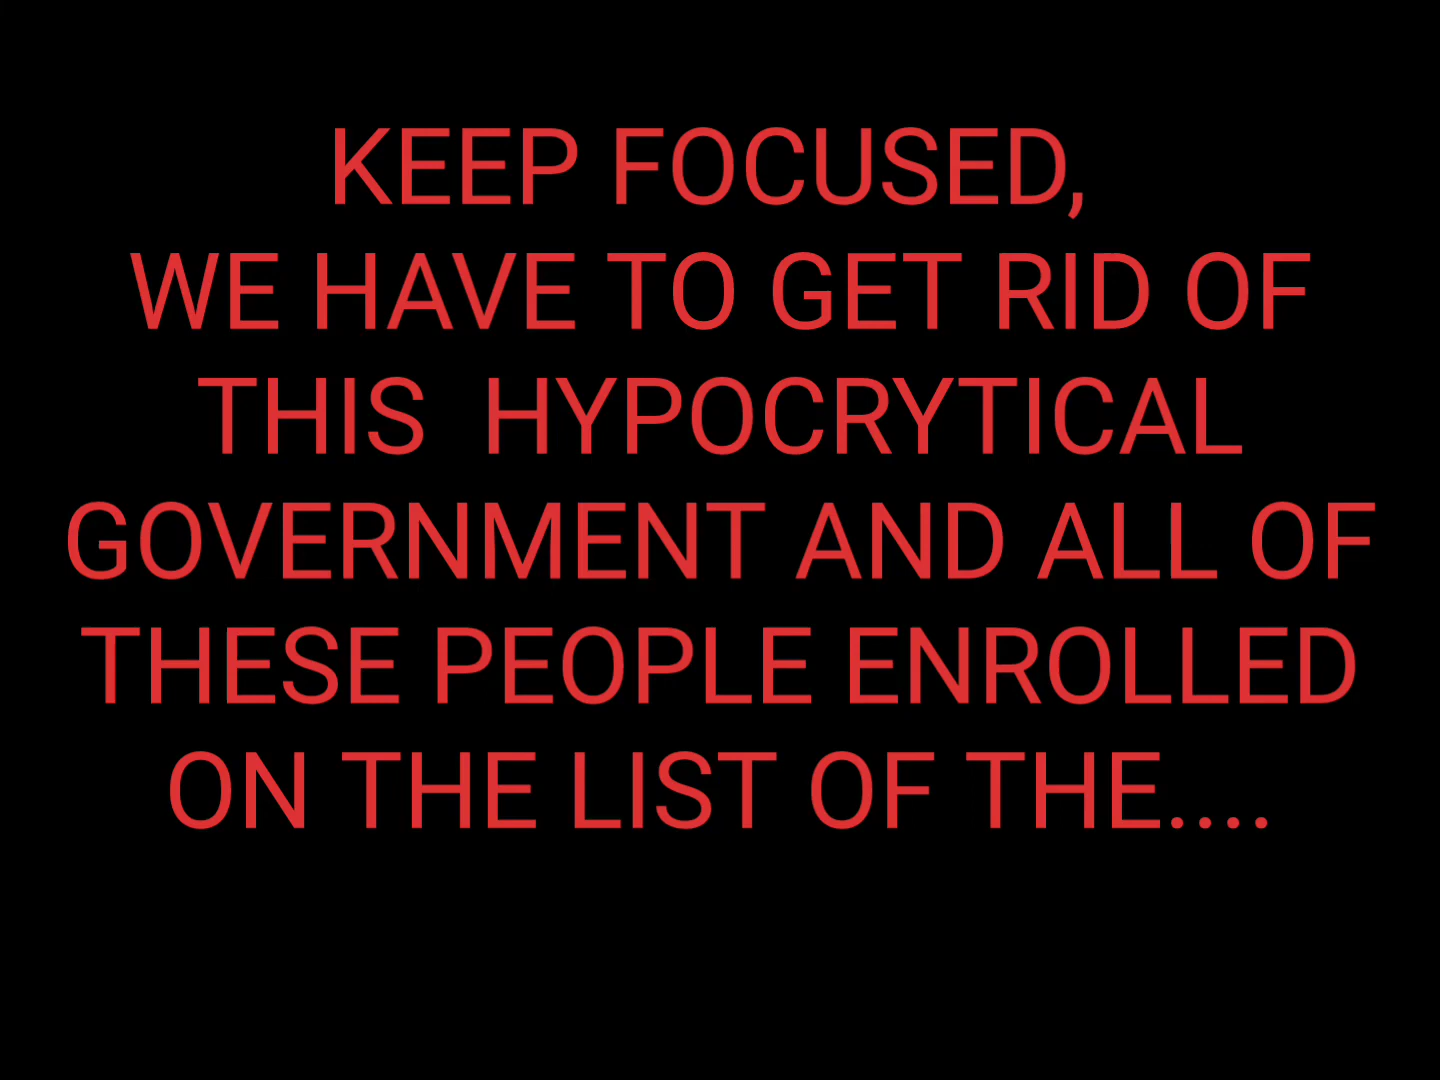 KEEP FOCUSED,
WE HAVE TO GET RID OF
THIS  HYPOCRYTICAL
GOVERNMENT AND ALL OF
THESE PEOPLE ENROLLED
ON THE LIST OF THE....